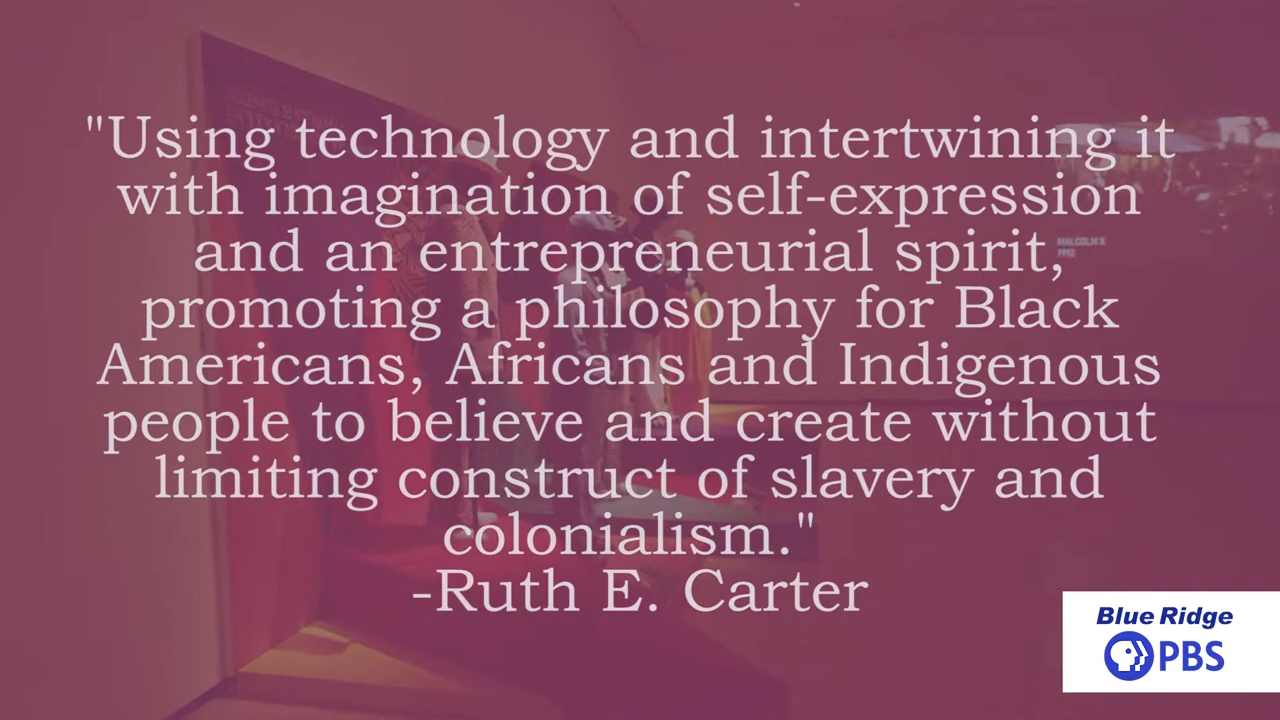 "Using technology and intertwining it
with imagination of self-expression
and an entrepreneurial spirit,
promoting a philosophy for Black
Americans, Africans and Indigenous
people to believe and create without
limiting construct of slavery and
colonialism."
-Ruth E. Carter
MALCOLM X
1992
Blue Ridge
PBS